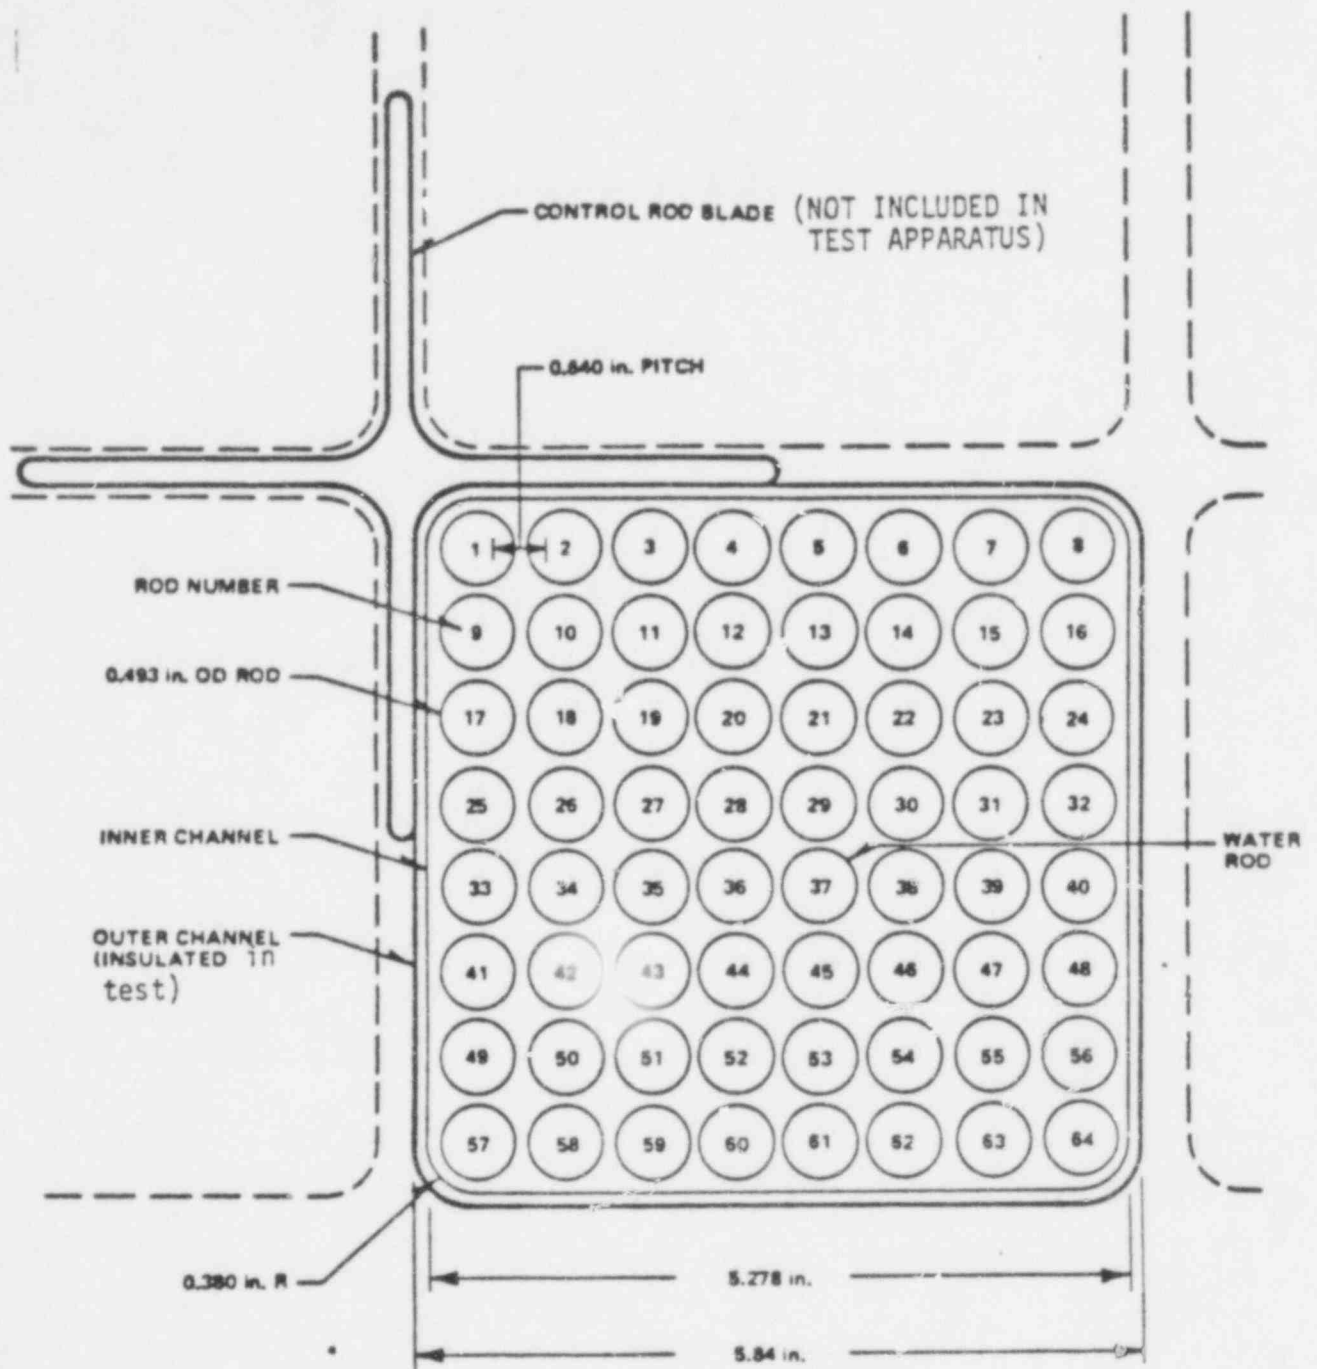 CONTROL ROD BLADE (NOT INCLUDED IN
TEST APPARATUS)
0.640 in. PITCH
1 2 3 4 5 6 7 8
ROD NUMBER
9 10 11 12 13 14 15 16
0.493 in. OD ROD
17 18 19 20 21 22 23 24
25 26 27 28 29 30 31 32
INNER CHANNEL
WATER
ROD
33 34 35 36 37 38 39 40
OUTER CHANNEL
(INSULATED in
test)
41 42 43 44 45 46 47 48
49 50 51 52 53 54 55 56
57 58 59 60 61 62 63 64
0.380 in. R
5.278 in.
5.84 in.